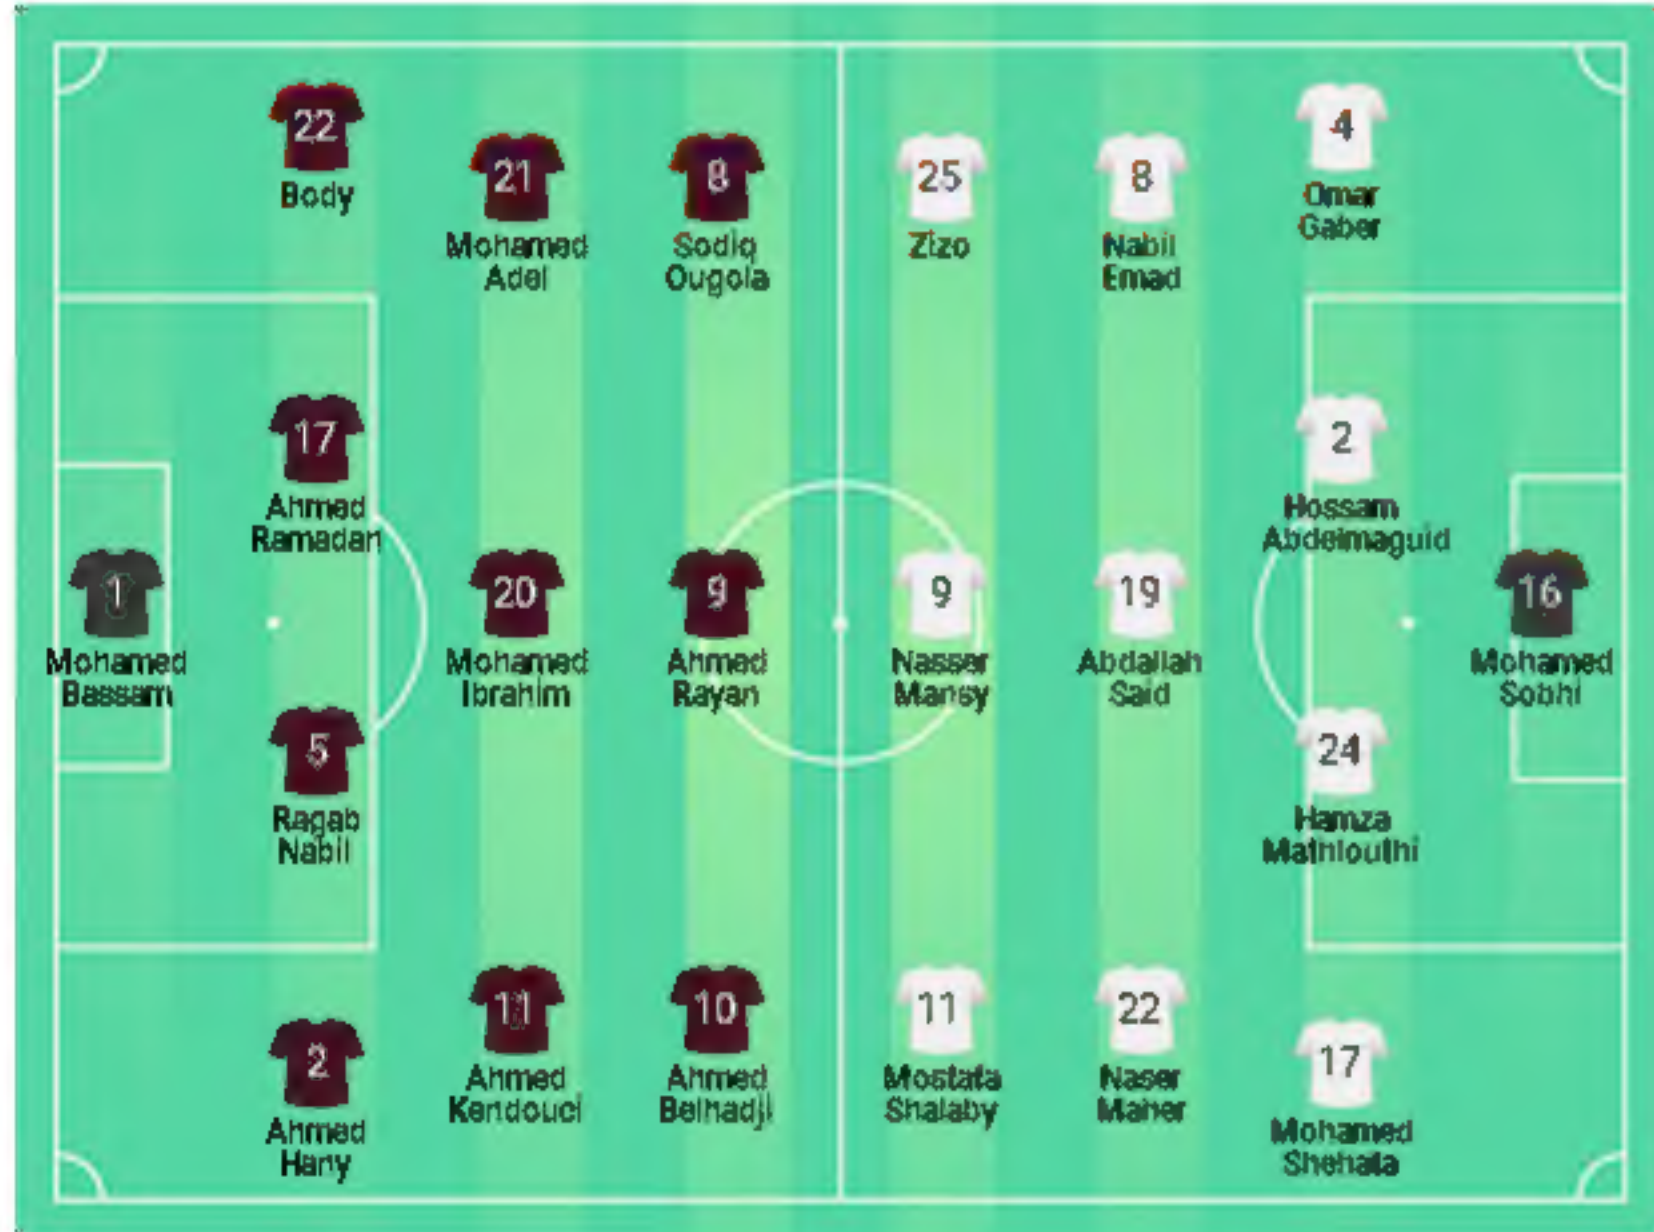 22
Body
21
Mohamed
Adel
8
Sodiq
Ougola
25
Zizo
8
Nabil
Emad
4
Omar
Gaber
17
Ahmed
Ramadan
2
Hossam
Abdelmaguid
1
Mohamed
Bassam
20
Mohamed
Ibrahim
9
Ahmed
Rayan
9
Nasser
Mansy
19
Abdallah
Said
16
Mohamed
Sobhi
5
Ragab
Nabil
24
Hamza
Mathlouthi
2
Ahmed
Hany
11
Ahmed
Kendouci
10
Ahmed
Belhadji
11
Mostafa
Shalaby
22
Naser
Maher
17
Mohamed
Shehata